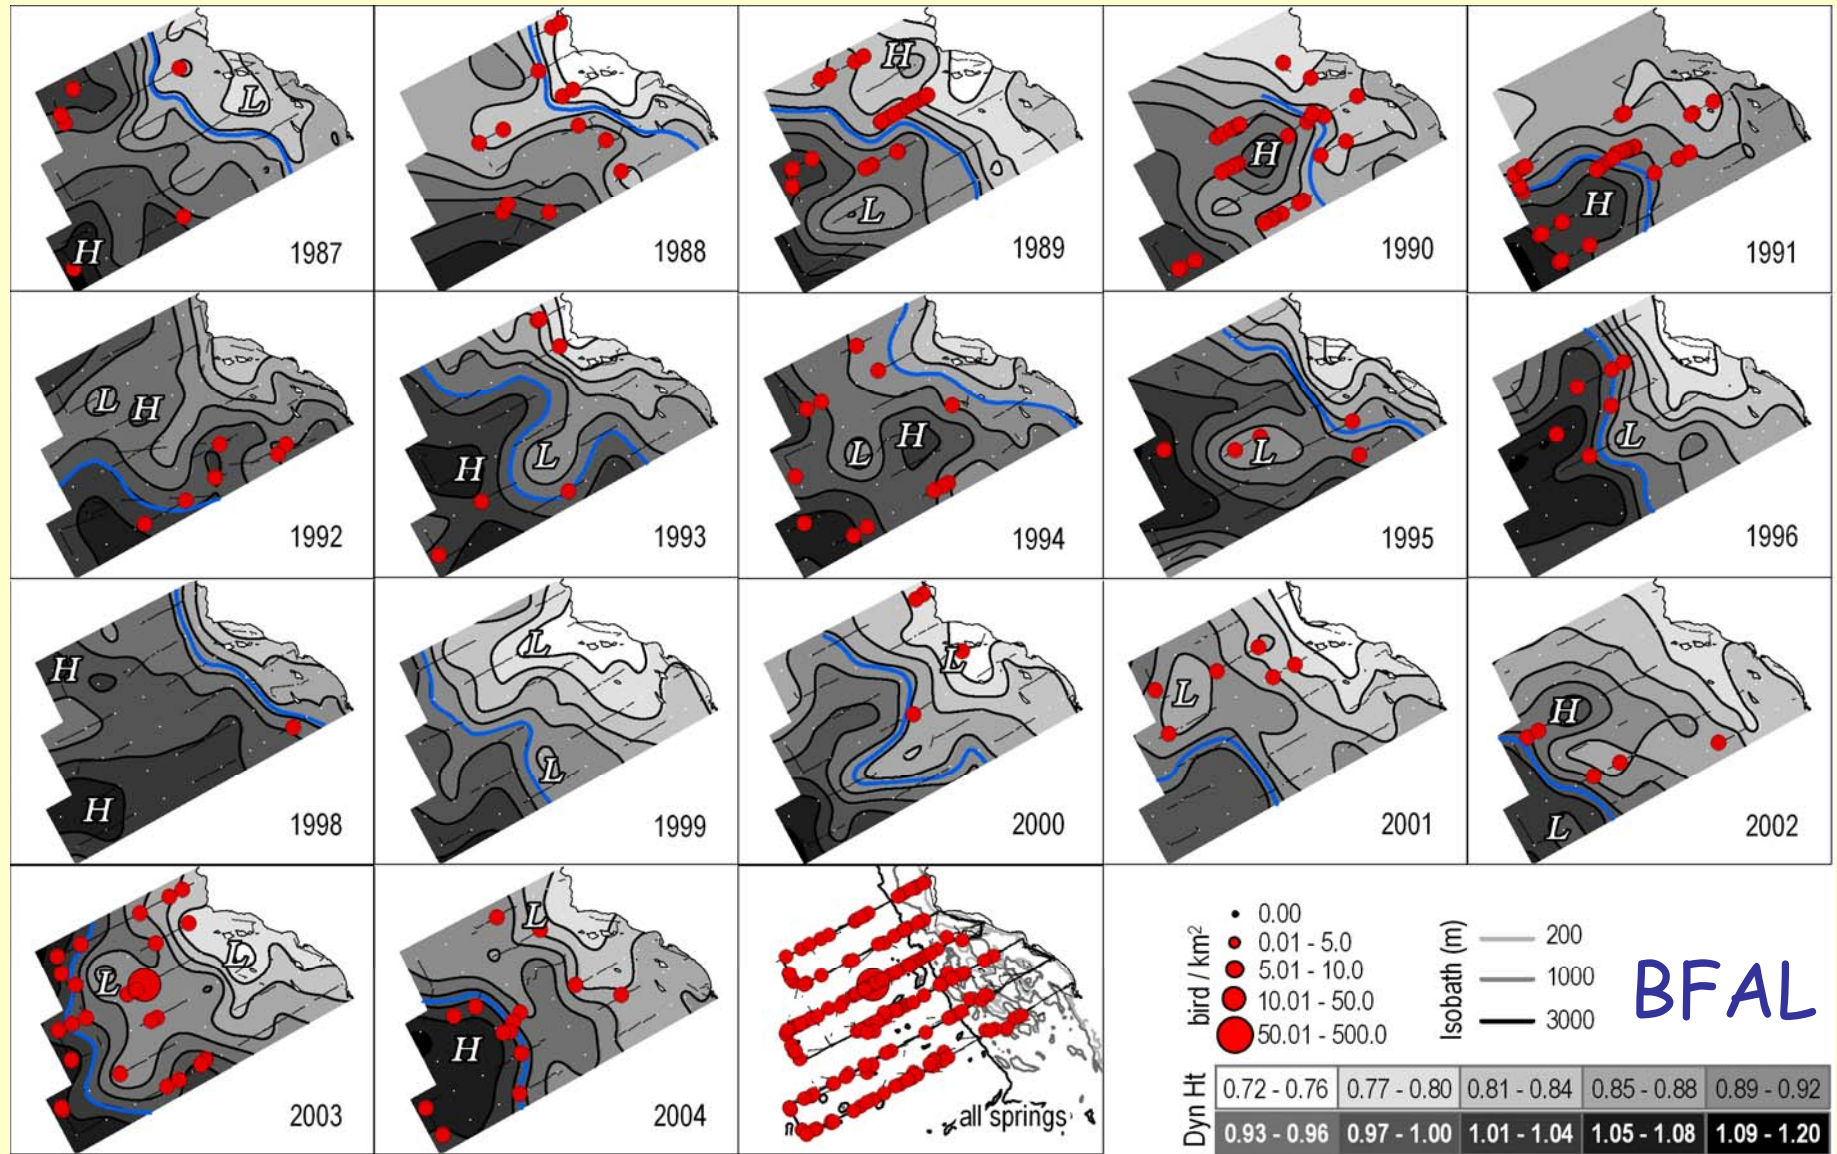 L
H
1987
1988
H
L
1989
H
1990
H
1991
L H
1992
H L
1993
L H
1994
L
1995
L
1996
H
H
1998
L
L
1999
L
2000
L
2001
H
L
2002
L
L
2003
L
H
2004
all springs
bird / km²
0.00
0.01 - 5.0
5.01 - 10.0
10.01 - 50.0
50.01 - 500.0
Isobath (m)
200
1000
3000
BFAL
Dyn Ht
0.72 - 0.76 0.77 - 0.80 0.81 - 0.84 0.85 - 0.88 0.89 - 0.92
0.93 - 0.96 0.97 - 1.00 1.01 - 1.04 1.05 - 1.08 1.09 - 1.20